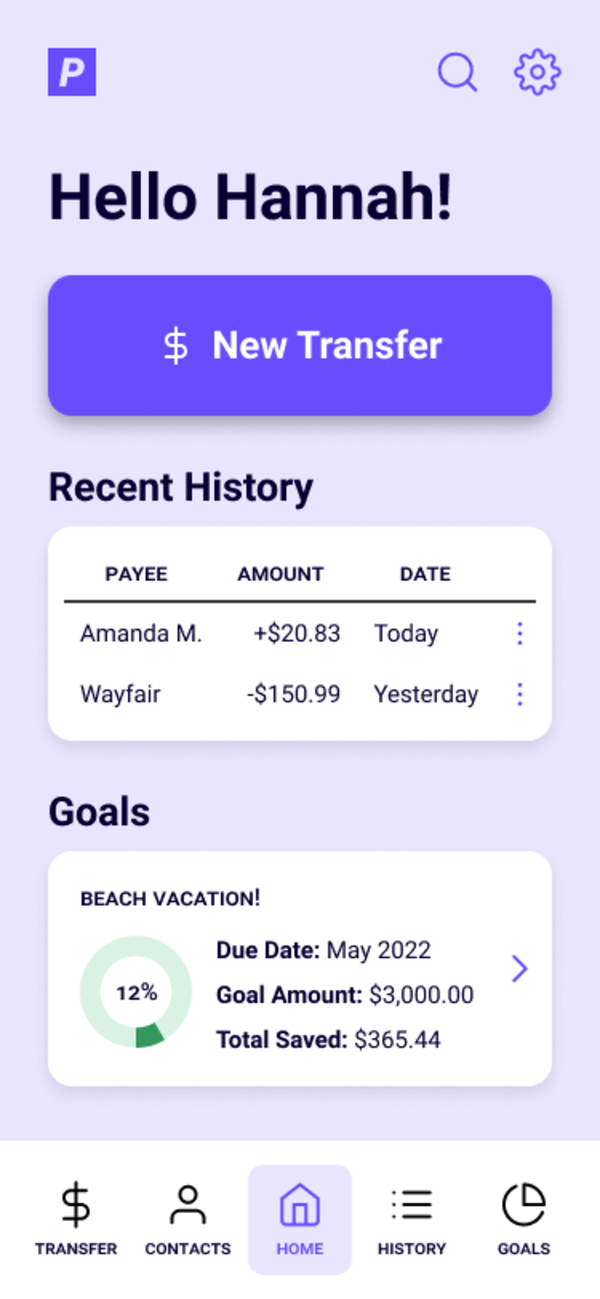 P
Hello Hannah!
$ New Transfer
Recent History
PAYEE AMOUNT DATE
Amanda M. +$20.83 Today
Wayfair -$150.99 Yesterday
Goals
BEACH VACATION!
12%
Due Date: May 2022
Goal Amount: $3,000.00
Total Saved: $365.44
TRANSFER CONTACTS HOME HISTORY GOALS